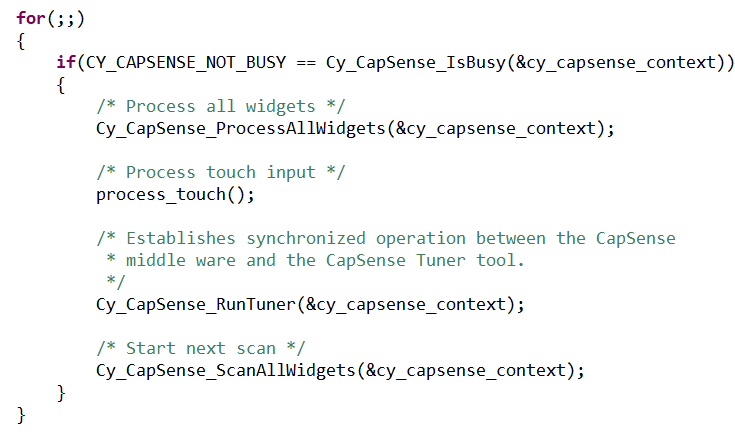 for(;;)
{
    if(CY_CAPSENSE_NOT_BUSY == Cy_CapSense_IsBusy(&cy_capsense_context))
    {
        /* Process all widgets */
        Cy_CapSense_ProcessAllWidgets(&cy_capsense_context);

        /* Process touch input */
        process_touch();

        /* Establishes synchronized operation between the CapSense
         * middle ware and the CapSense Tuner tool.
         */
        Cy_CapSense_RunTuner(&cy_capsense_context);

        /* Start next scan */
        Cy_CapSense_ScanAllWidgets(&cy_capsense_context);
    }
}